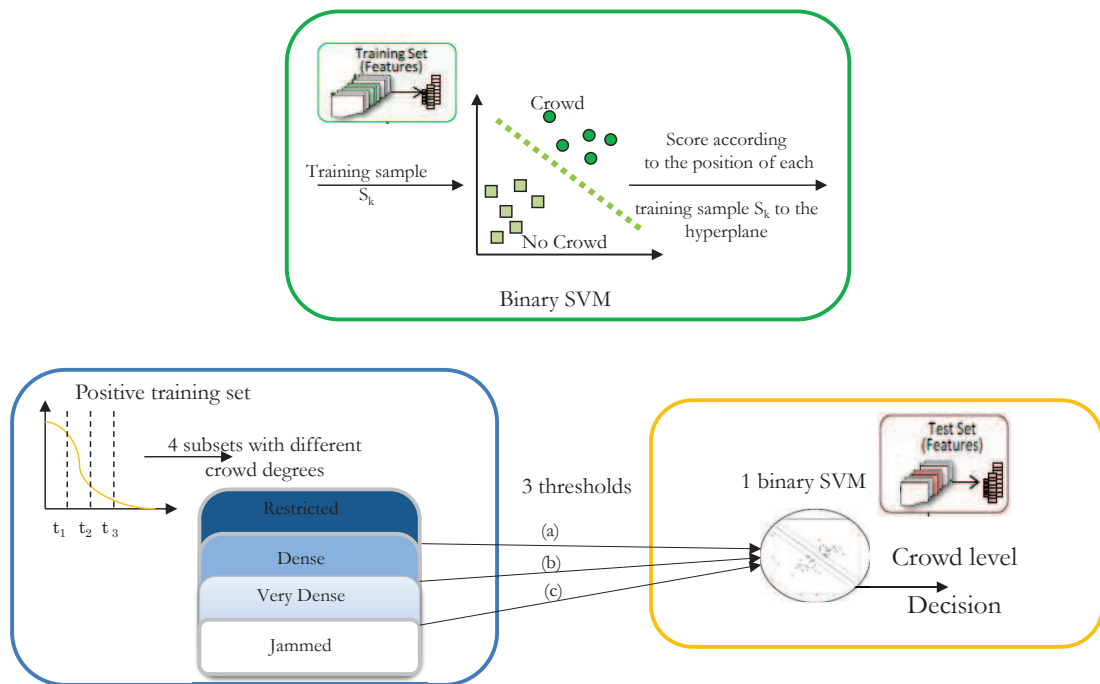 Training Set
(Features)
Crowd
Training sample
S_k
No Crowd
Score according
to the position of each
training sample S_k to the
hyperplane
Binary SVM
Positive training set
t_1 t_2 t_3
4 subsets with different
crowd degrees
Restricted
Dense
Very Dense
Jammed
3 thresholds
(a)
(b)
(c)
Test Set
(Features)
1 binary SVM
Crowd level
Decision